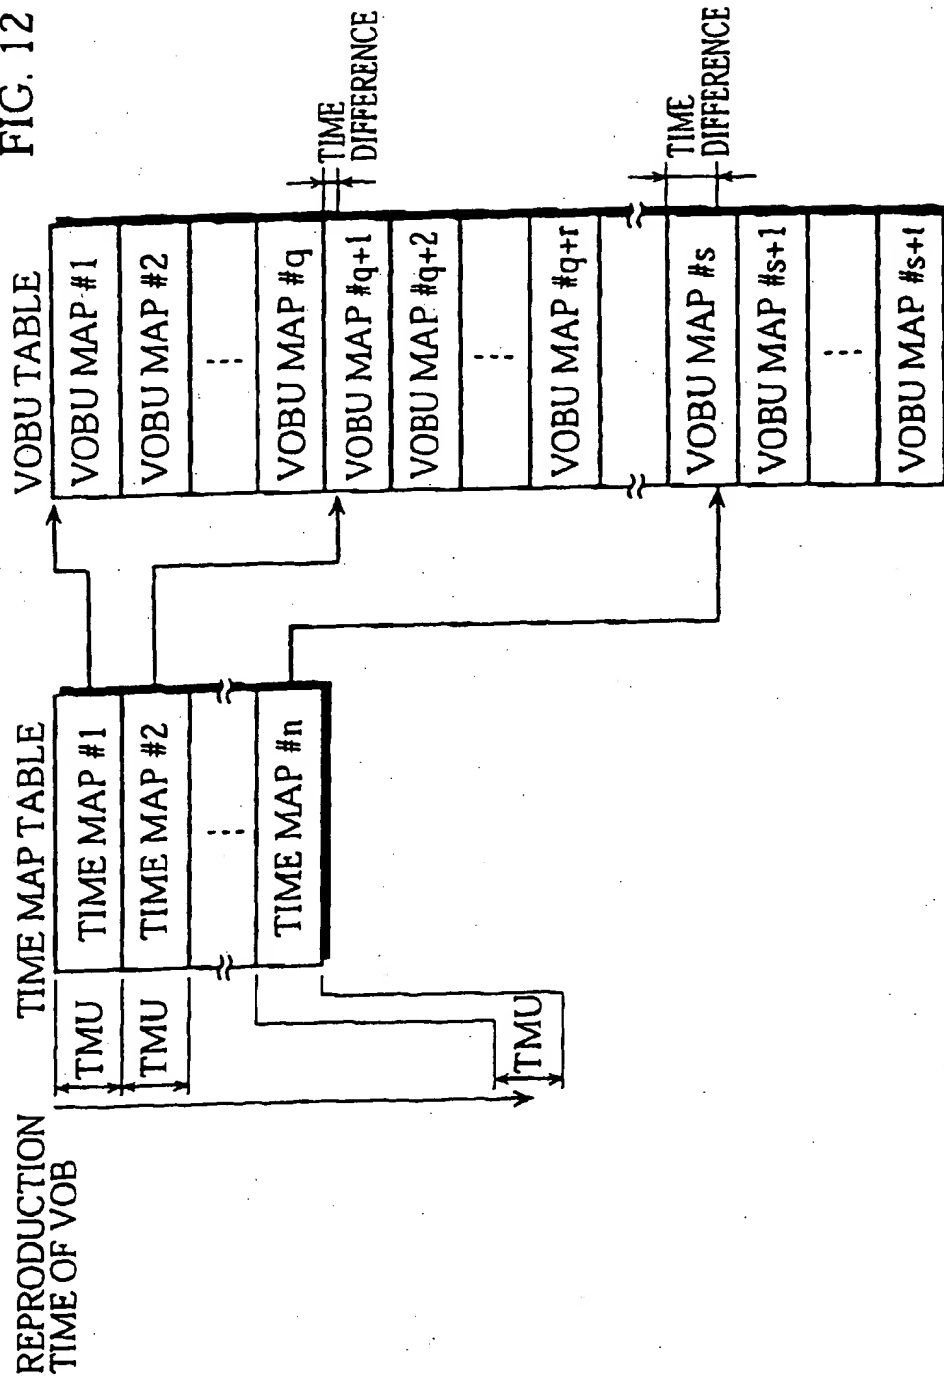 FIG. 12
REPRODUCTION
TIME OF VOB
TMU
TMU
TMU
TIME MAP TABLE
TIME MAP #1
TIME MAP #2
...
TIME MAP #n
VOBU TABLE
VOBU MAP #1
VOBU MAP #2
...
VOBU MAP #q
VOBU MAP #q+1
VOBU MAP #q+2
...
VOBU MAP #q+r
VOBU MAP #s
VOBU MAP #s+1
...
VOBU MAP #s+t
TIME
DIFFERENCE
TIME
DIFFERENCE